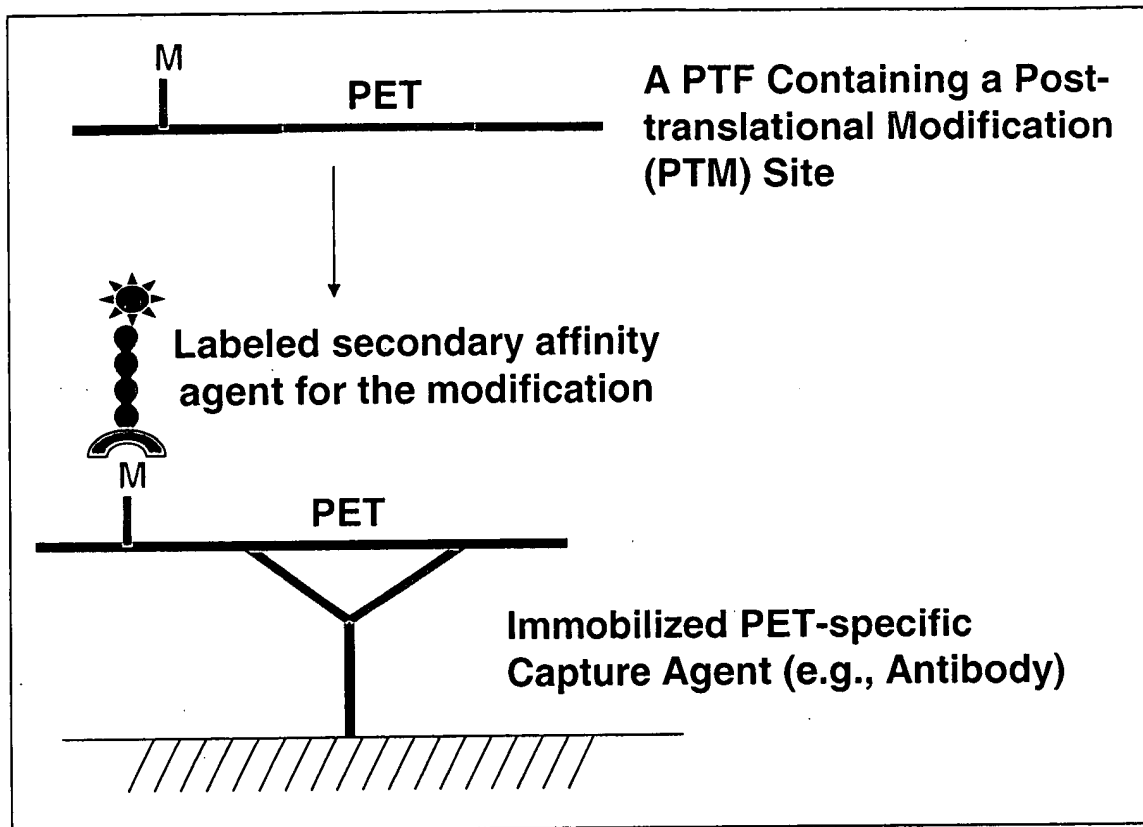 M
PET
A PTF Containing a Post-
translational Modification
(PTM) Site
Labeled secondary affinity
agent for the modification
M
PET
Immobilized PET-specific
Capture Agent (e.g., Antibody)